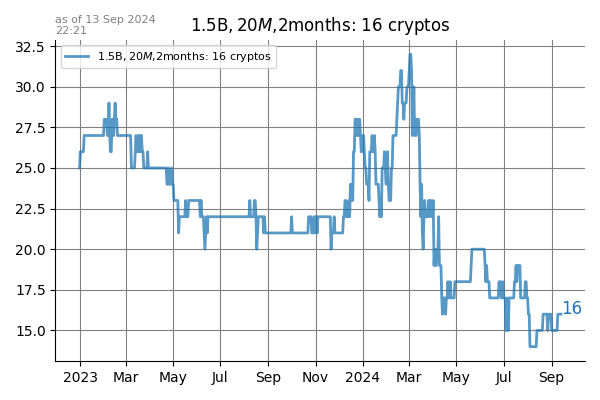 as of 13 Sep 2024
22:21
1.5B, 20M,2months: 16 cryptos
1.5B, 20M,2months: 16 cryptos
32.5
30.0
27.5
25.0
22.5
20.0
17.5
15.0
16
2023 Mar May Jul Sep Nov 2024 Mar May Jul Sep